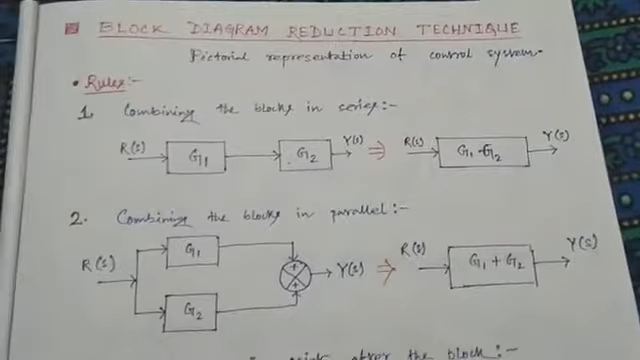 BLOCK DIAGRAM REDUCTION TECHNIQUE
Pictorial representation of control system.
• Rules:-
1. Combining the blocks in series:-
R(s) G1 G2 Y(s) ⇒ R(s) G1 · G2 Y(s)
2. Combining the blocks in parallel:-
R(s) G1 G2 + + Y(s) ⇒ R(s) G1 + G2 Y(s)
point after the block:-